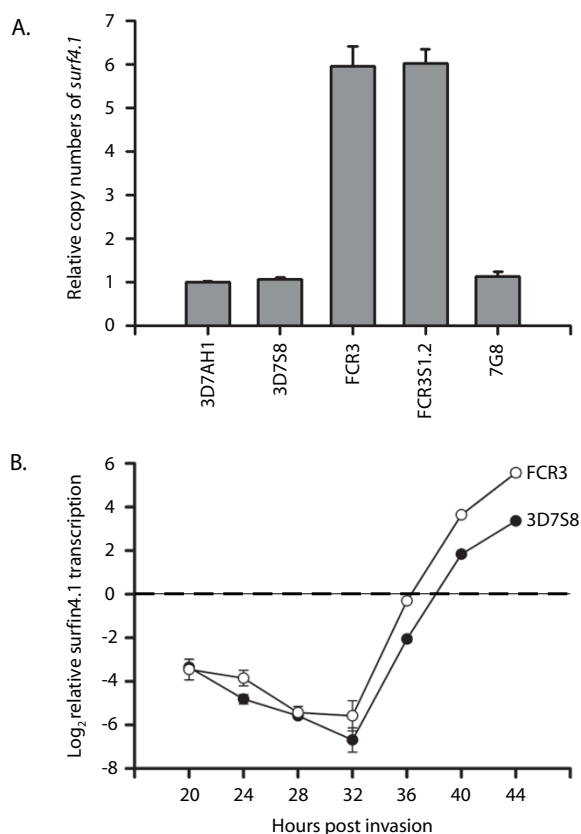 A.
Relative copy numbers of surf4.1
7
6
5
4
3
2
1
0
3D7AH1
3D7S8
FCR3
FCR3S1.2
7G8
B.
Log2 relative surfin4.1 transcription
6
4
2
0
-2
-4
-6
-8
FCR3
3D7S8
20 24 28 32 36 40 44
Hours post invasion